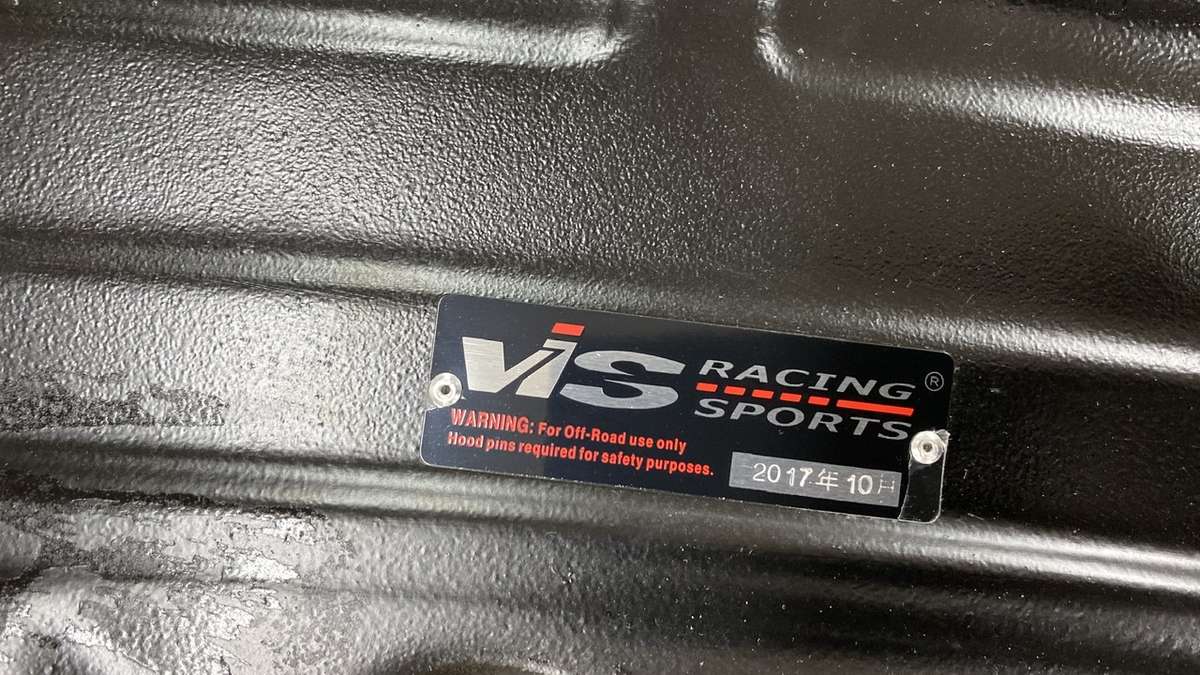 VIS RACING SPORTS ®
WARNING: For Off-Road use only
Hood pins required for safety purposes.
2017年10月